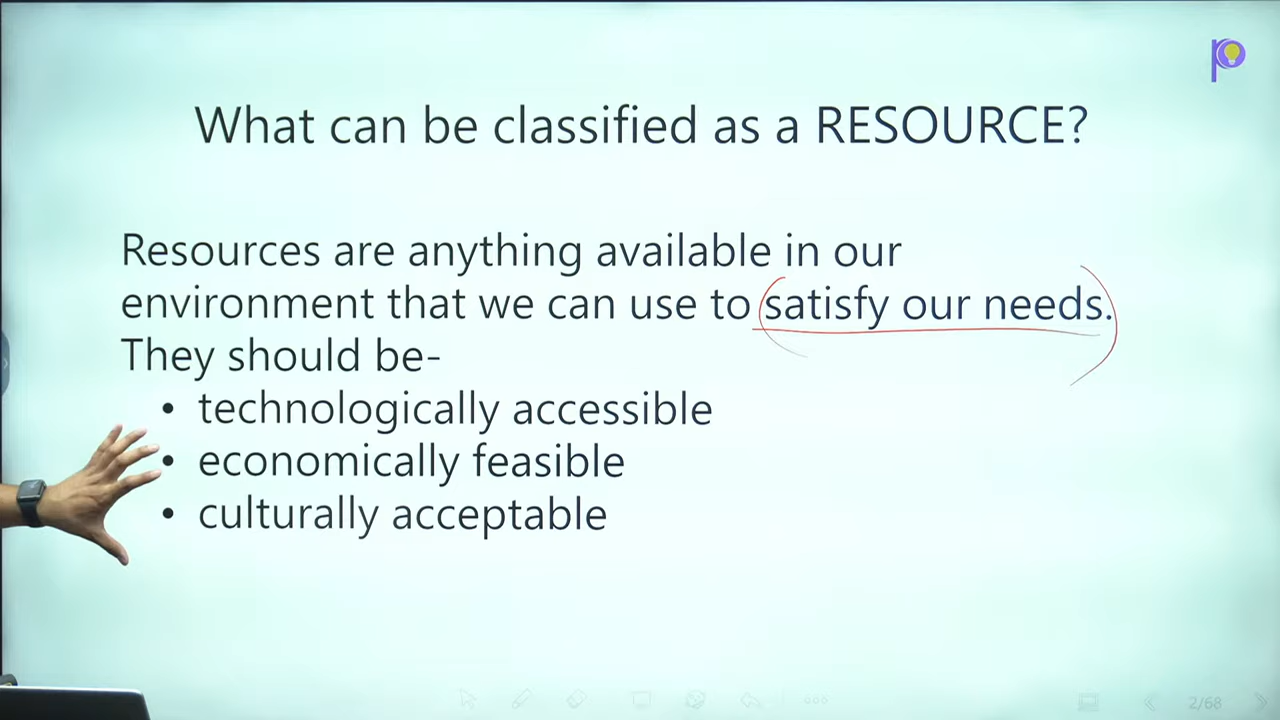 What can be classified as a RESOURCE?
Resources are anything available in our
environment that we can use to satisfy our needs.
They should be-
• technologically accessible
• economically feasible
• culturally acceptable
2/68